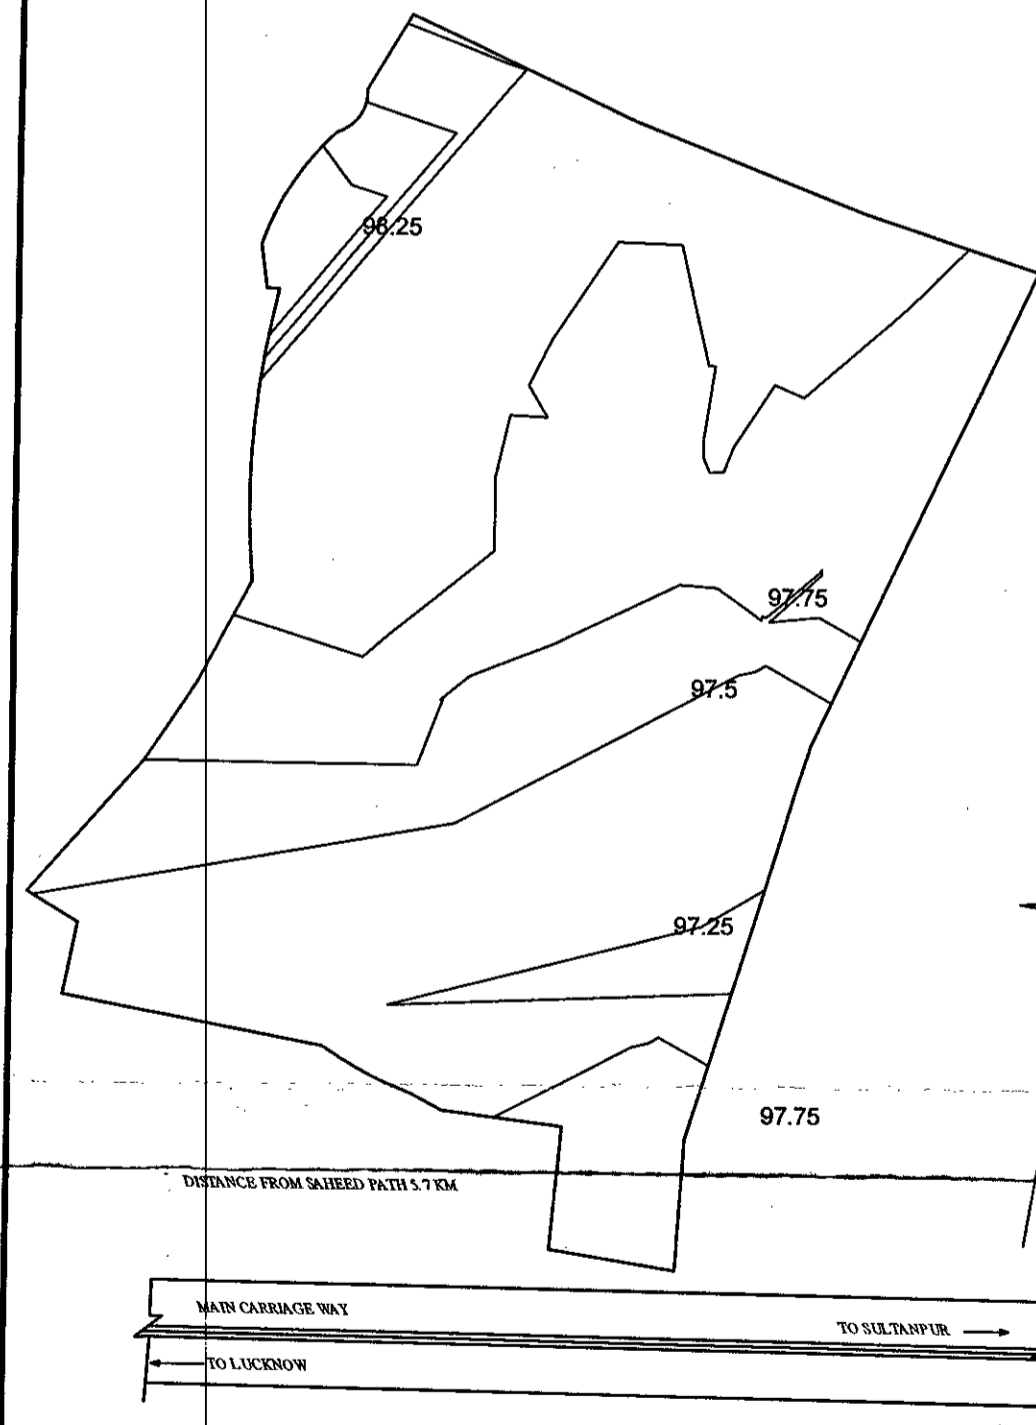 98.25
97.75
97.5
97.25
97.75
DISTANCE FROM SAHEED PATH 5.7 KM
MAIN CARRIAGE WAY
TO SULTANPUR
TO LUCKNOW